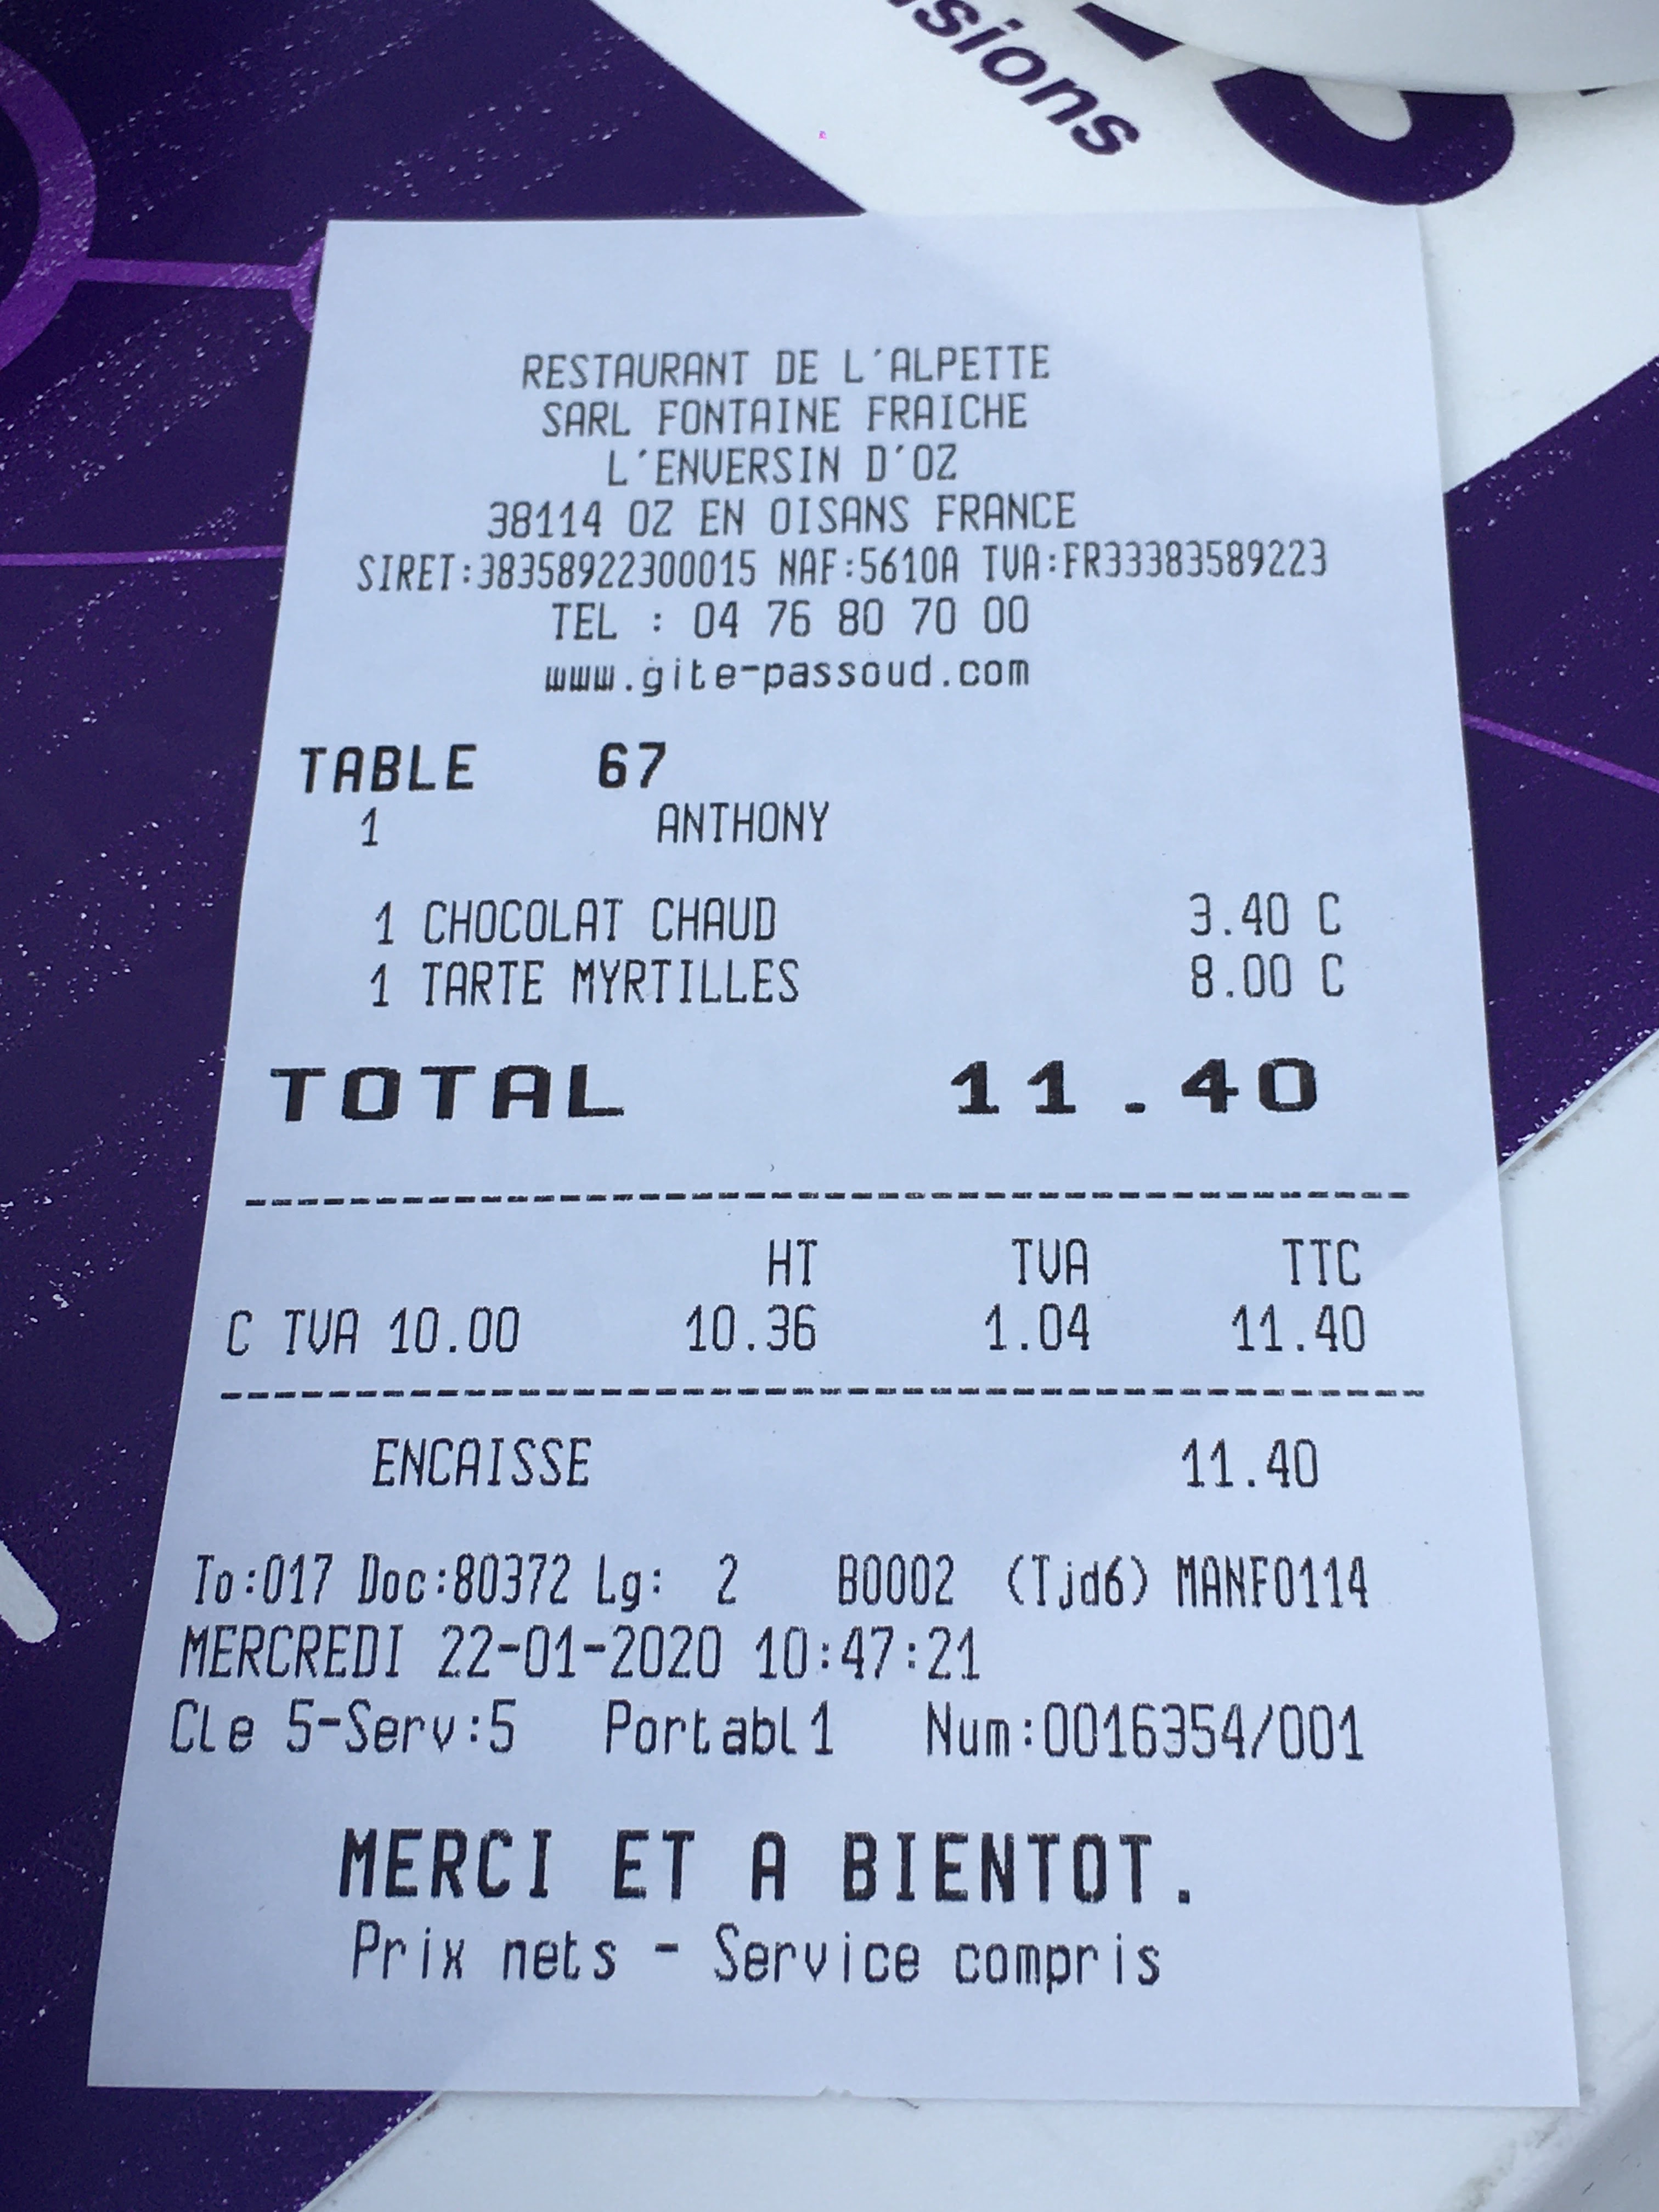 sions
RESTAURANT DE L'ALPETTE
SARL FONTAINE FRAICHE
L'ENVERSIN D'OZ
38114 OZ EN OISANS FRANCE
SIRET:38358922300015 NAF:5610A TVA:FR33383589223
TEL : 04 76 80 70 00
www.gite-passoud.com
TABLE 67
1 ANTHONY
1 CHOCOLAT CHAUD 3.40 C
1 TARTE MYRTILLES 8.00 C
TOTAL 11.40
HT TVA TTC
C TVA 10.00 10.36 1.04 11.40
ENCAISSE 11.40
To:017 Doc:80372 Lg: 2 B0002 (Tjd6) MANF0114
MERCREDI 22-01-2020 10:47:21
Cle 5-Serv:5 Portabl1 Num:0016354/001
MERCI ET A BIENTOT.
Prix nets - Service compris